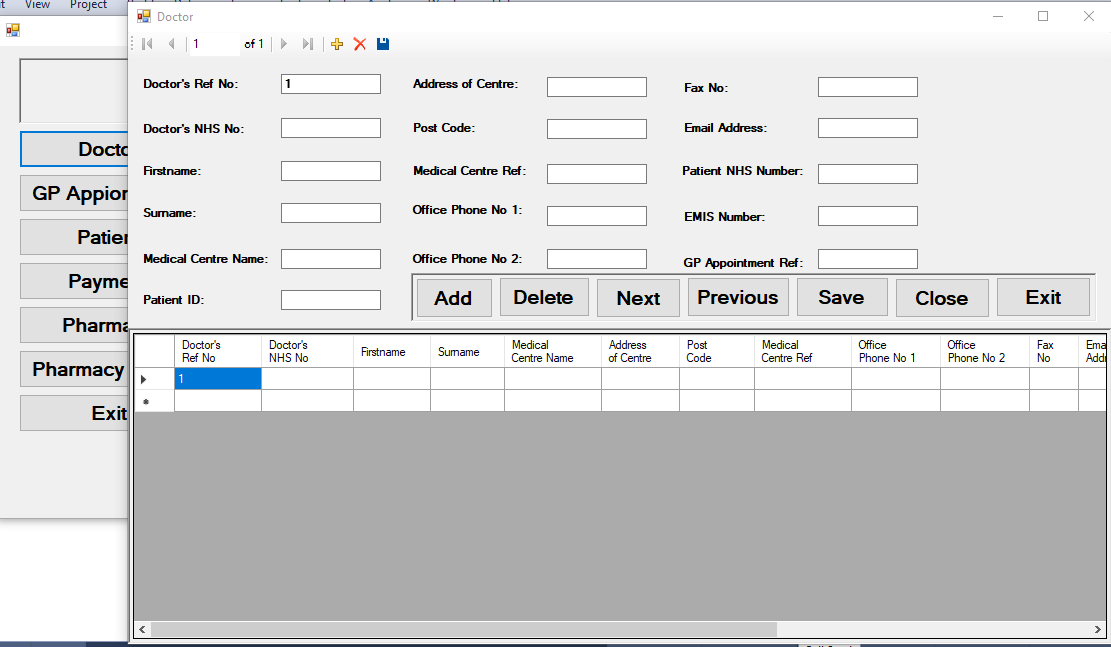 View Project
Doctor
1 of 1
Doctor's Ref No: 1 Address of Centre: Fax No:
Doctor's NHS No: Post Code: Email Address:
Firstname: Medical Centre Ref: Patient NHS Number:
Surname: Office Phone No 1: EMIS Number:
Medical Centre Name: Office Phone No 2: GP Appointment Ref:
Patient ID:
Add Delete Next Previous Save Close Exit
Docto
GP Appion
Patien
Payme
Pharma
Pharmacy
Exit
Doctor's Doctor's Firstname Surname Medical Address Post Medical Office Office Fax Emai
Ref No NHS No Centre Name of Centre Code Centre Ref Phone No 1 Phone No 2 No Addr
1